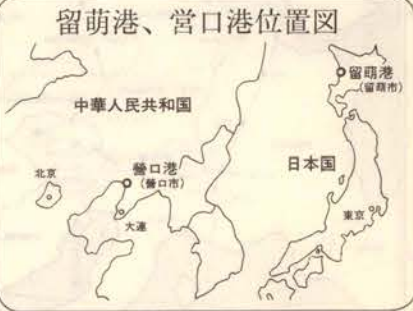 留萌港、営口港位置図
留萌港
(留萌市)
中華人民共和国
営口港
(営口市)
日本国
北京
大連
東京